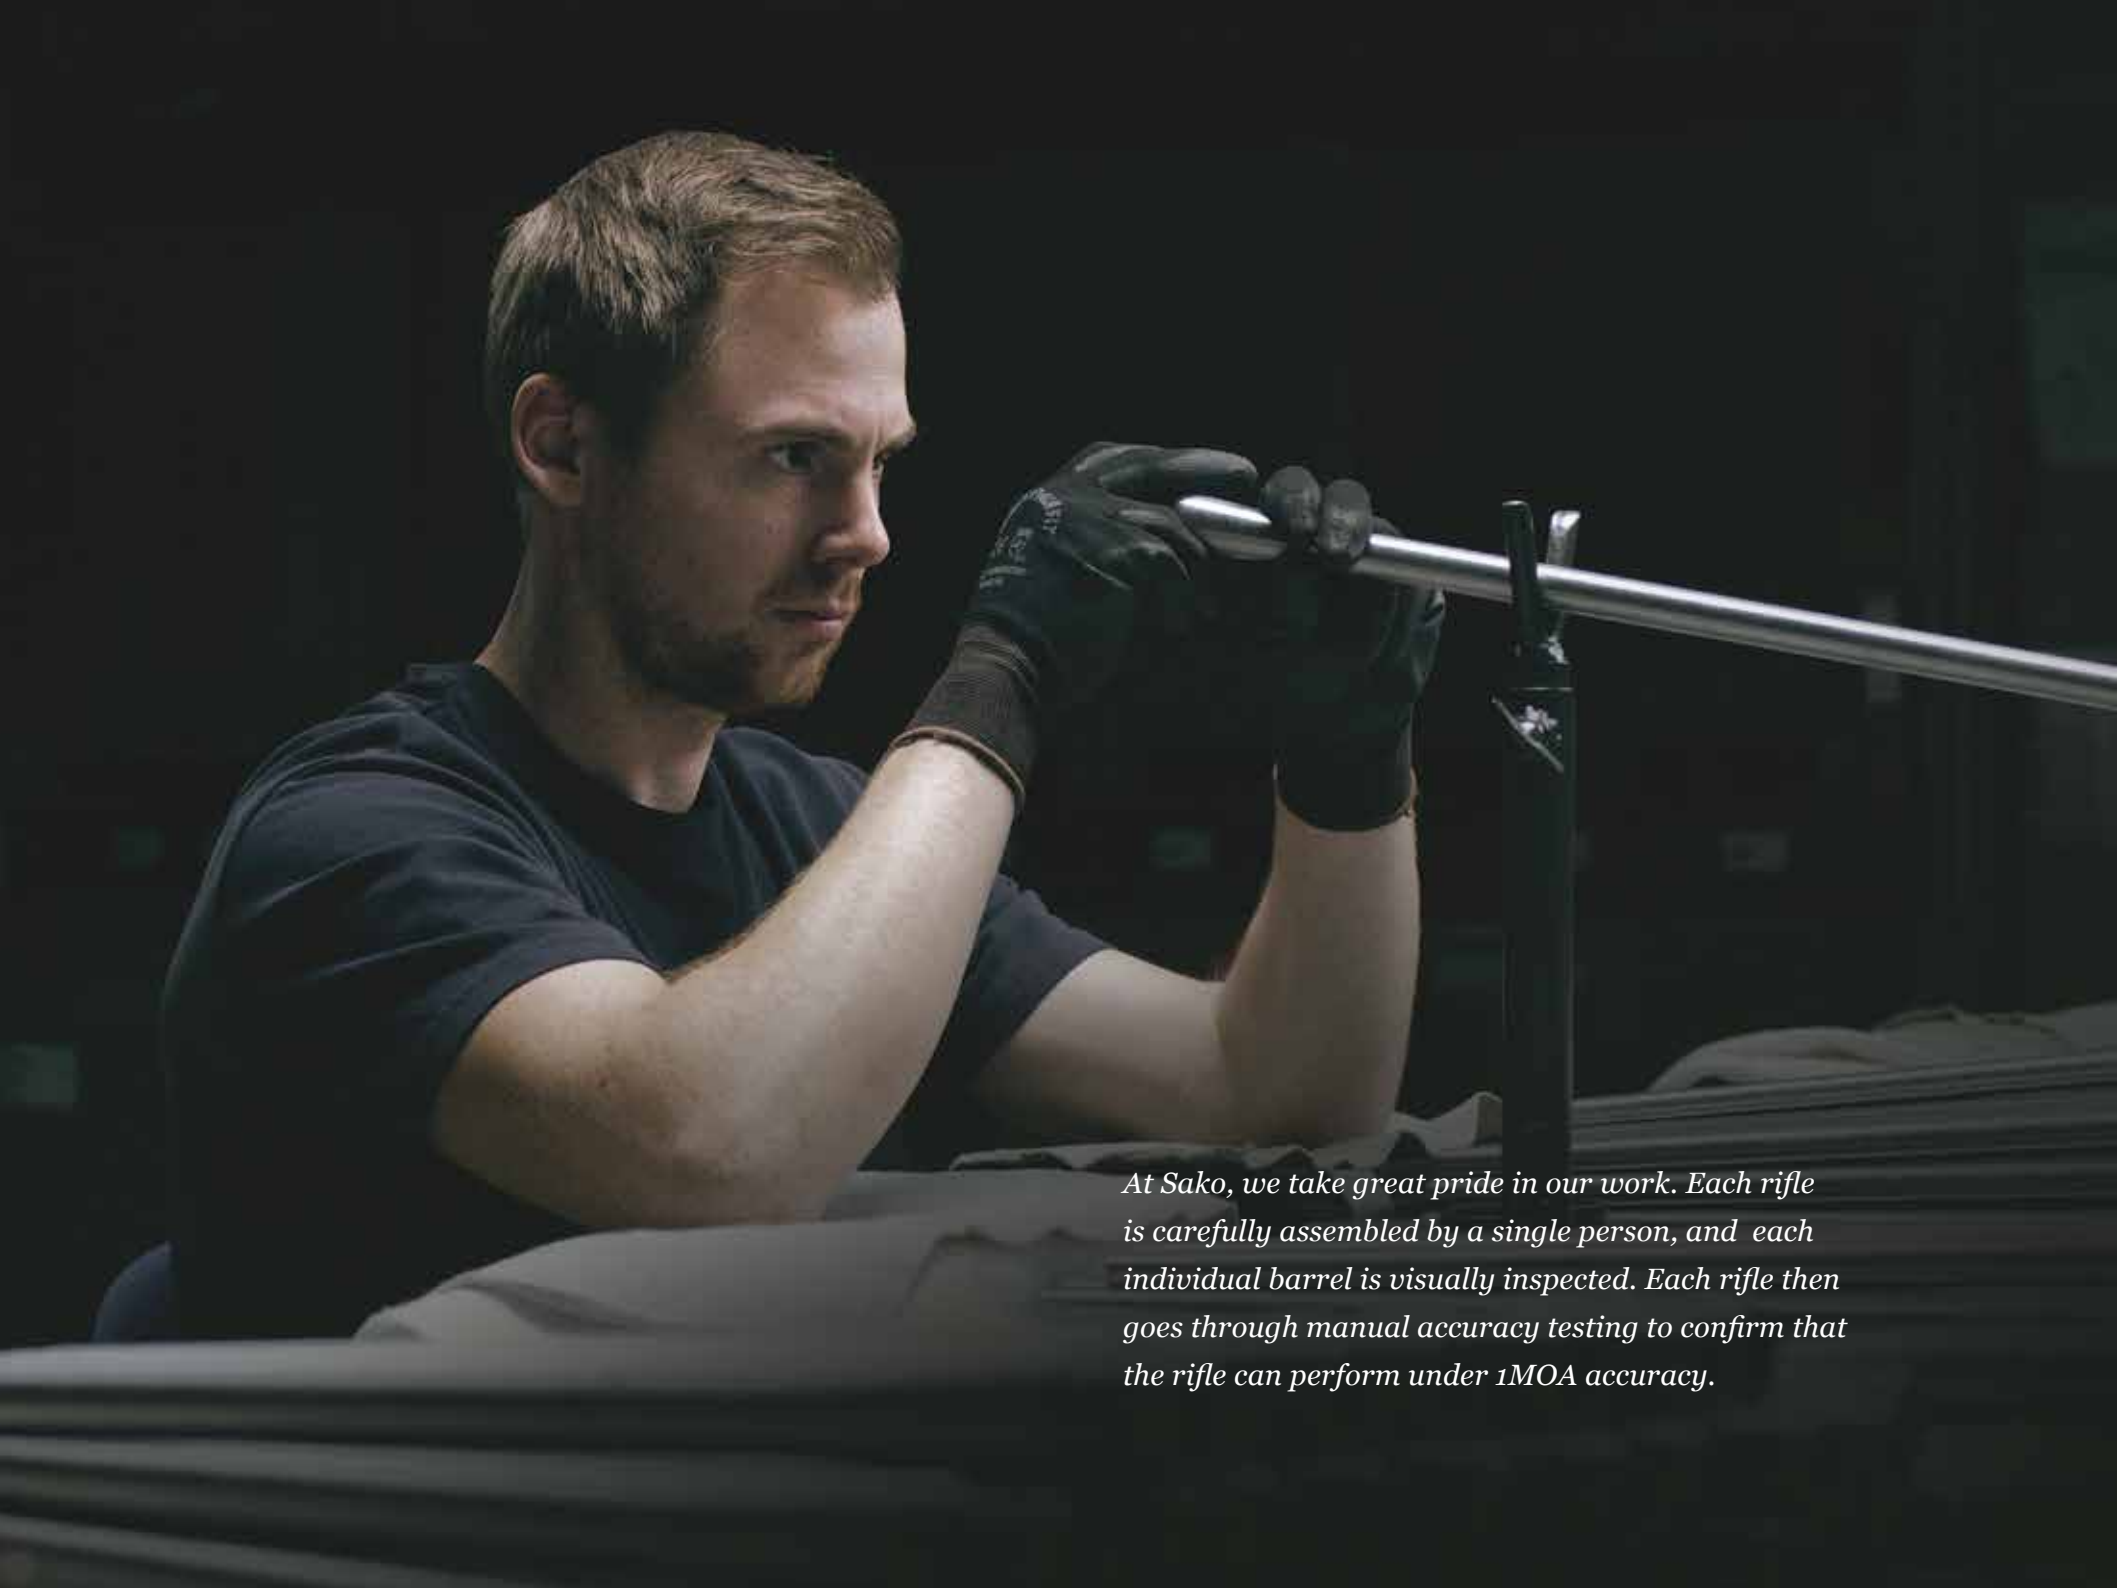 At Sako, we take great pride in our work. Each rifle
is carefully assembled by a single person, and  each
individual barrel is visually inspected. Each rifle then
goes through manual accuracy testing to confirm that
the rifle can perform under 1MOA accuracy.